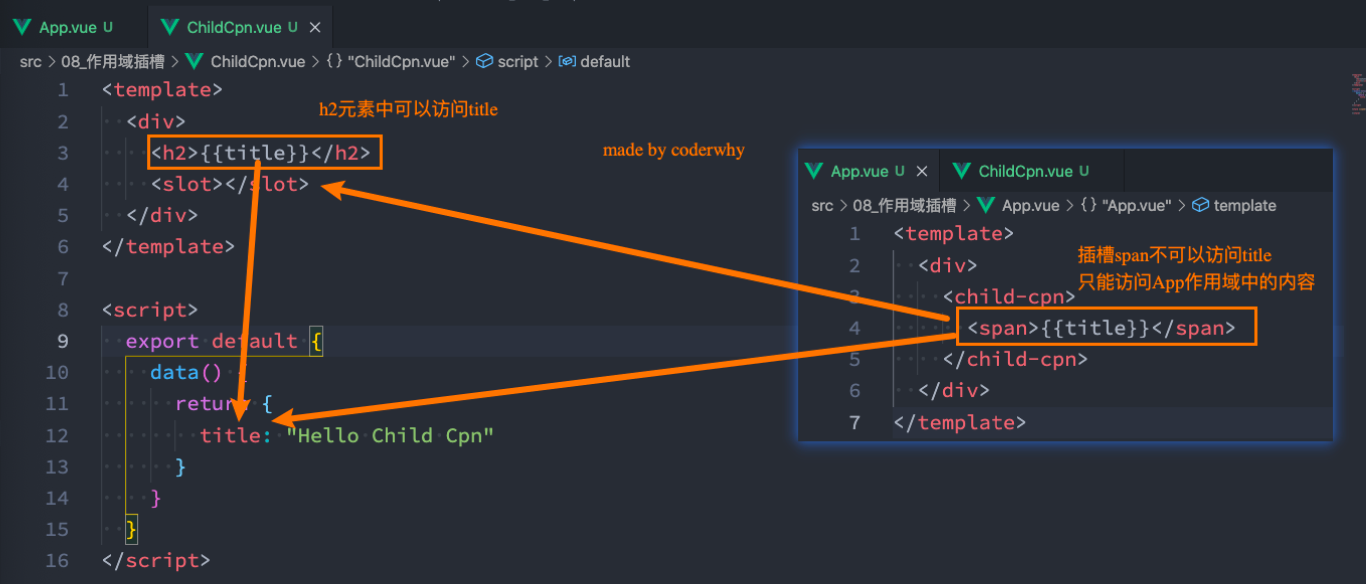 App.vue U
ChildCpn.vue U ×
src > 08_作用域插槽 > ChildCpn.vue > {} "ChildCpn.vue" > script > default
1 <template>
h2元素中可以访问title
2 <div>
3 <h2>{{title}}</h2>
4 <slot></slot>
5 </div>
6 </template>
7
8 <script>
9 export default {
10 data() {
11 return {
12 title: "Hello Child Cpn"
13 }
14 }
15 }
16 </script>
made by coderwhy
App.vue U ×
ChildCpn.vue U
src > 08_作用域插槽 > App.vue > {} "App.vue" > template
1 <template>
插槽span不可以访问title
2 <div>
只能访问App作用域中的内容
3 <child-cpn>
4 <span>{{title}}</span>
5 </child-cpn>
6 </div>
7 </template>